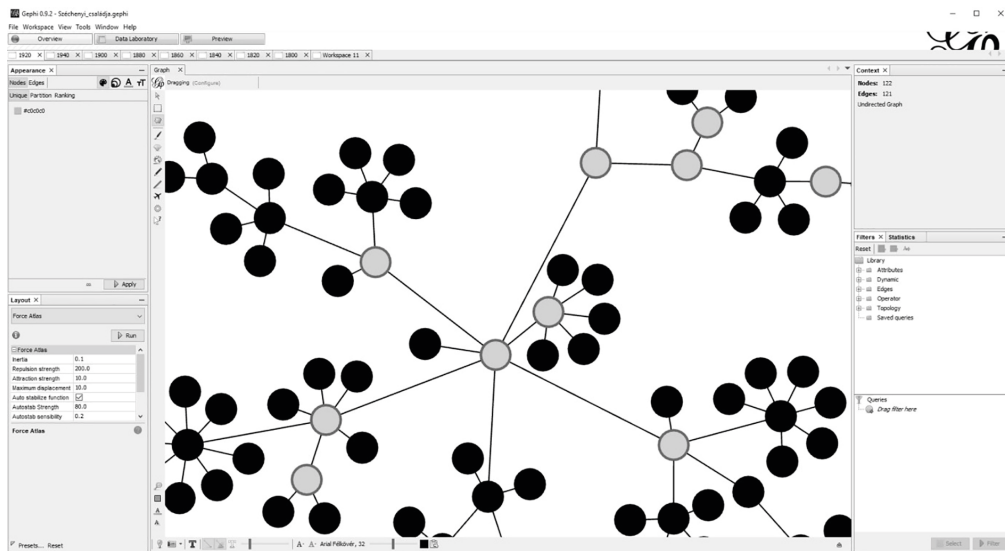 Gephi 0.9.2 - Széchenyi_családja.gephi
File Workspace View Tools Window Help
Overview Data Laboratory Preview
1920 1940 1900 1880 1860 1840 1820 1800 Workspace 11
Appearance
Nodes Edges
Unique Partition Ranking
#c0c0c0
Apply
Layout
Force Atlas
Run
Force Atlas
Inertia 0.1
Repulsion strength 200.0
Attraction strength 10.0
Maximum displacement 10.0
Auto stabilize function
Autostab Strength 80.0
Autostab sensibility 0.2
Force Atlas
Presets... Reset
Graph
Dragging (Configure)
Arial Félkövér, 32
Context
Nodes: 122
Edges: 121
Undirected Graph
Filters Statistics
Reset
Library
Attributes
Dynamic
Edges
Operator
Topology
Saved queries
Queries
Drag filter here
Select Filter